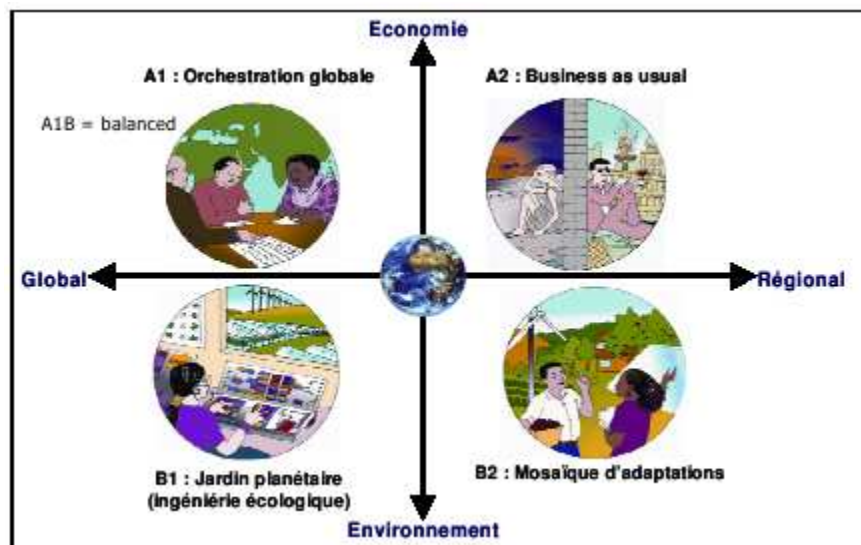 Economie
A1 : Orchestration globale
A2 : Business as usual
A1B = balanced
Global
Régional
B1 : Jardin planétaire
(ingéniérie écologique)
B2 : Mosaïque d'adaptations
Environnement